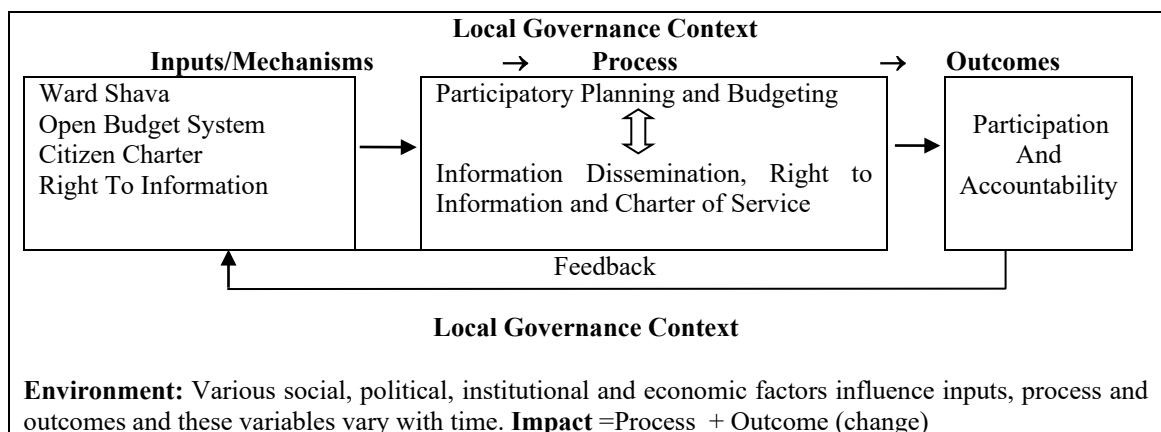 Local Governance Context
Inputs/Mechanisms → Process → Outcomes
Ward Shava
Open Budget System
Citizen Charter
Right To Information
Participatory Planning and Budgeting
Information Dissemination, Right to
Information and Charter of Service
Participation
And
Accountability
Feedback
Local Governance Context
Environment: Various social, political, institutional and economic factors influence inputs, process and
outcomes and these variables vary with time. Impact =Process + Outcome (change)